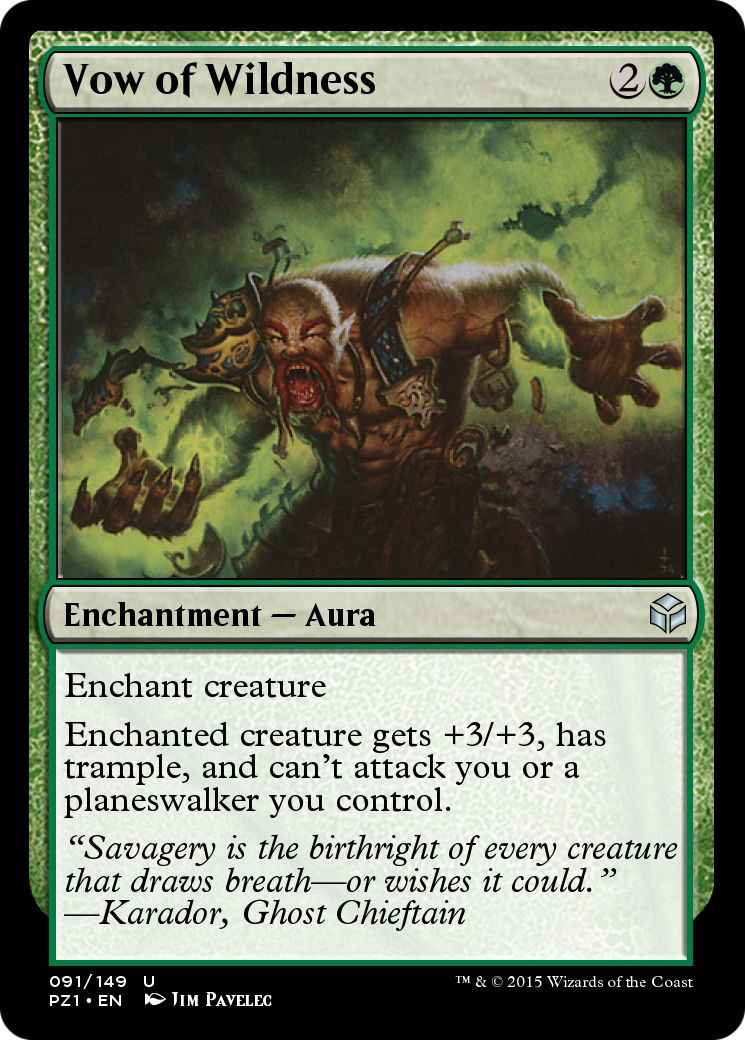 Vow of Wildness
2
Enchantment — Aura
Enchant creature
Enchanted creature gets +3/+3, has
trample, and can't attack you or a
planeswalker you control.
“Savagery is the birthright of every creature
that draws breath—or wishes it could.”
—Karador, Ghost Chieftain
091/149 U
PZ1 • EN Jim Pavelec
™ & © 2015 Wizards of the Coast